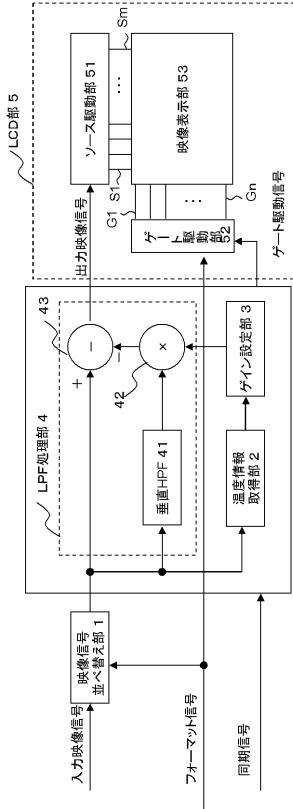 入力映像信号
映像信号
並べ替え部 1
フォーマット信号
同期信号
LPF処理部 4
43
+
−
−
42
×
垂直HPF 41
温度情報
取得部 2
ゲイン設定部 3
LCD部 5
出力映像信号
ソース駆動部 51
S1
...
Sm
G1
...
Gn
ゲート
駆動部
52
映像表示部 53
ゲート駆動信号